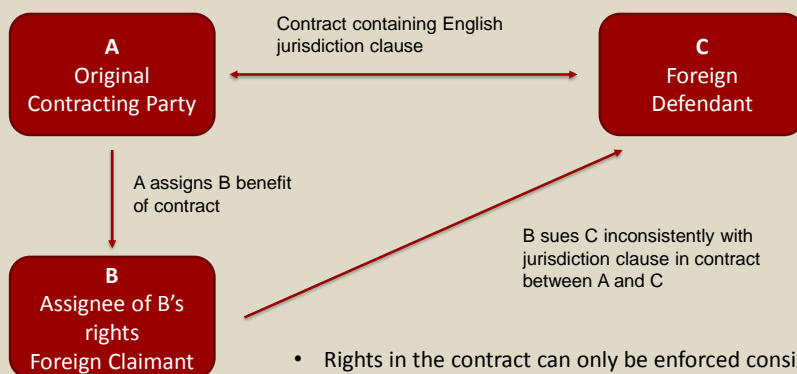 Contract containing English
jurisdiction clause
A
Original
Contracting Party
C
Foreign
Defendant
A assigns B benefit
of contract
B sues C inconsistently with
jurisdiction clause in contract
between A and C
B
Assignee of B's
rights
Foreign Claimant
• Rights in the contract can only be enforced consi